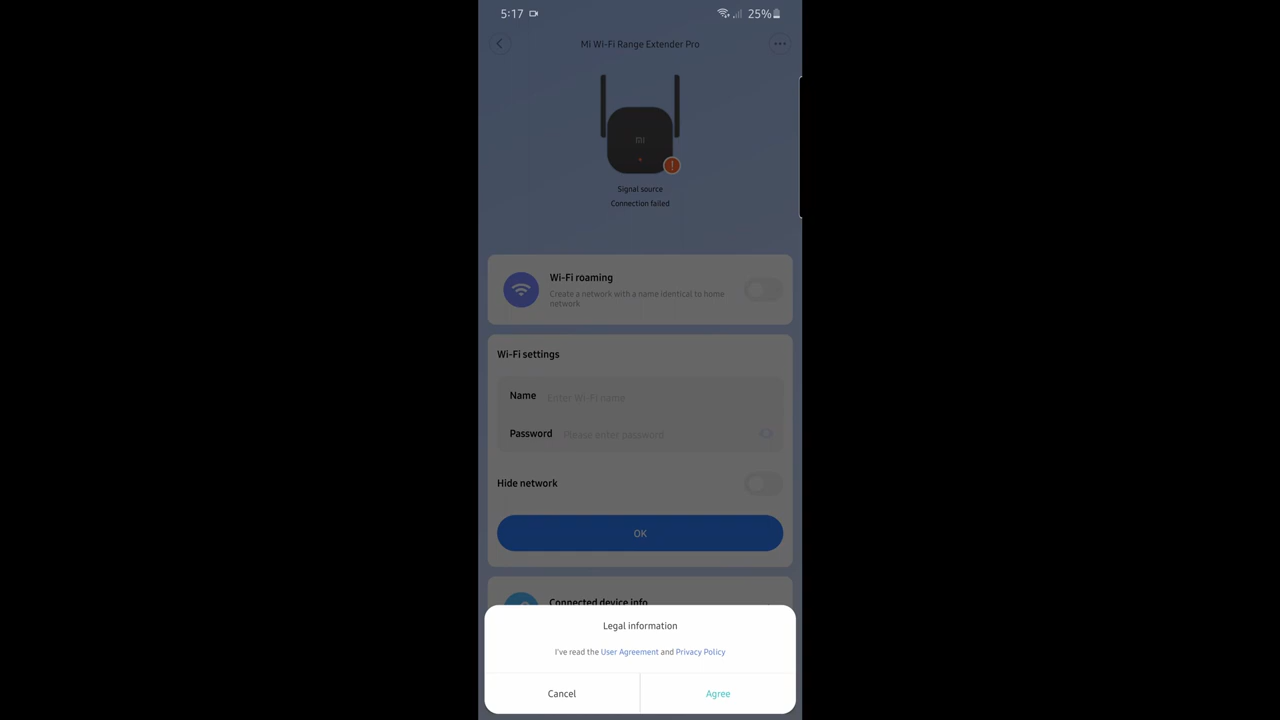 5:17
25%
Mi Wi-Fi Range Extender Pro
MI
!
Signal source
Connection failed
Wi-Fi roaming
Create a network with a name identical to home
network
Wi-Fi settings
Name Enter Wi-Fi name
Password Please enter password
Hide network
OK
Connected device info
Legal information
I've read the User Agreement and Privacy Policy
Cancel
Agree